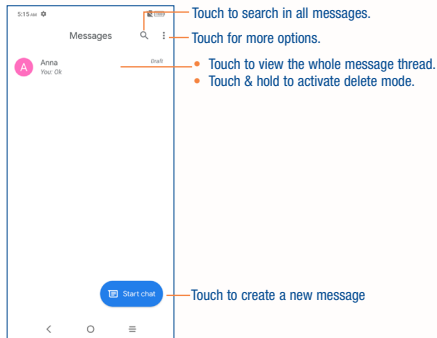 5:15 AM
Touch to search in all messages.
Messages
Touch for more options.
A
Anna
Draft
You: Ok
• Touch to view the whole message thread.
• Touch & hold to activate delete mode.
Start chat
Touch to create a new message